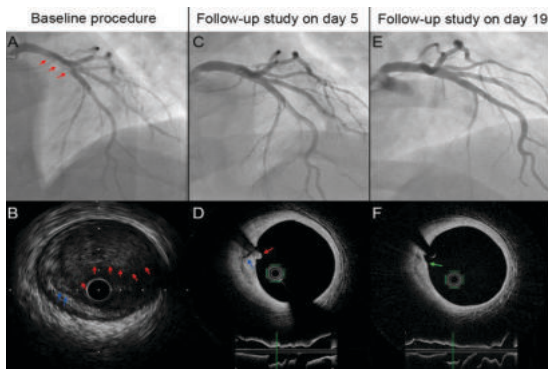 Baseline procedure
Follow-up study on day 5
Follow-up study on day 19
A
C
E
B
D
F